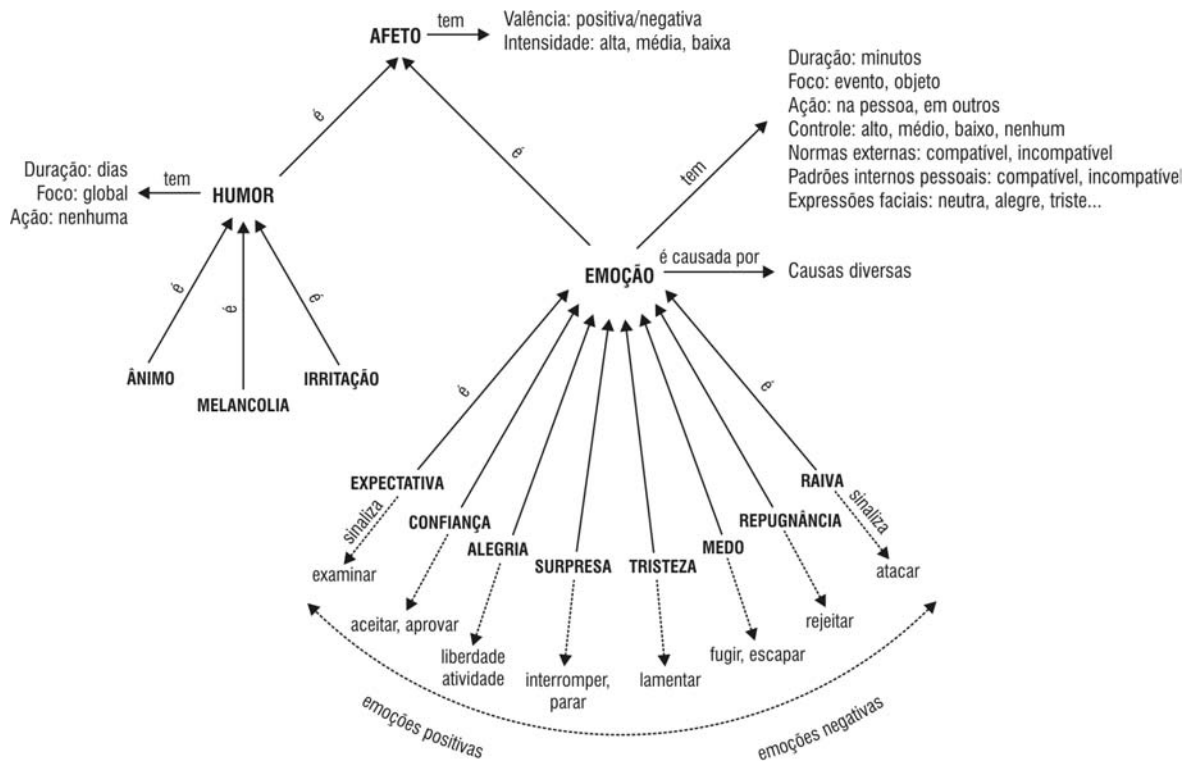 AFETO
tem
Valência: positiva/negativa
Intensidade: alta, média, baixa
é
é
Duração: minutos
Foco: evento, objeto
Ação: na pessoa, em outros
Controle: alto, médio, baixo, nenhum
Normas externas: compatível, incompatível
Padrões internos pessoais: compatível, incompatível
Expressões faciais: neutra, alegre, triste...
tem
Duração: dias
Foco: global
Ação: nenhuma
tem
HUMOR
EMOÇÃO
é causada por
Causas diversas
é
é
é
ÂNIMO
MELANCOLIA
IRRITAÇÃO
é
é
EXPECTATIVA
CONFIANÇA
ALEGRIA
SURPRESA
TRISTEZA
MEDO
REPUGNÂNCIA
RAIVA
sinaliza
sinaliza
examinar
aceitar, aprovar
liberdade
atividade
interromper,
parar
lamentar
fugir, escapar
rejeitar
atacar
emoções positivas
emoções negativas